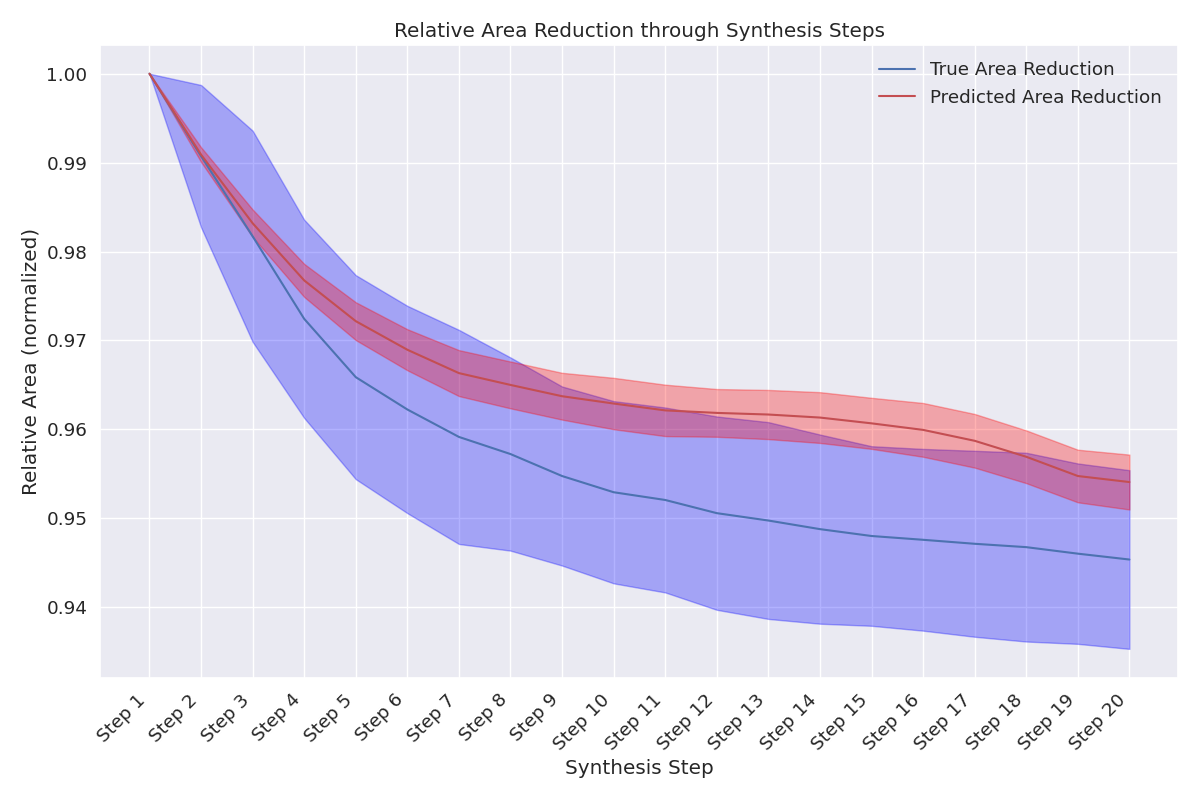 Relative Area Reduction through Synthesis Steps
True Area Reduction
Predicted Area Reduction
Relative Area (normalized)
1.00
0.99
0.98
0.97
0.96
0.95
0.94
Step 1
Step 2
Step 3
Step 4
Step 5
Step 6
Step 7
Step 8
Step 9
Step 10
Step 11
Step 12
Step 13
Step 14
Step 15
Step 16
Step 17
Step 18
Step 19
Step 20
Synthesis Step